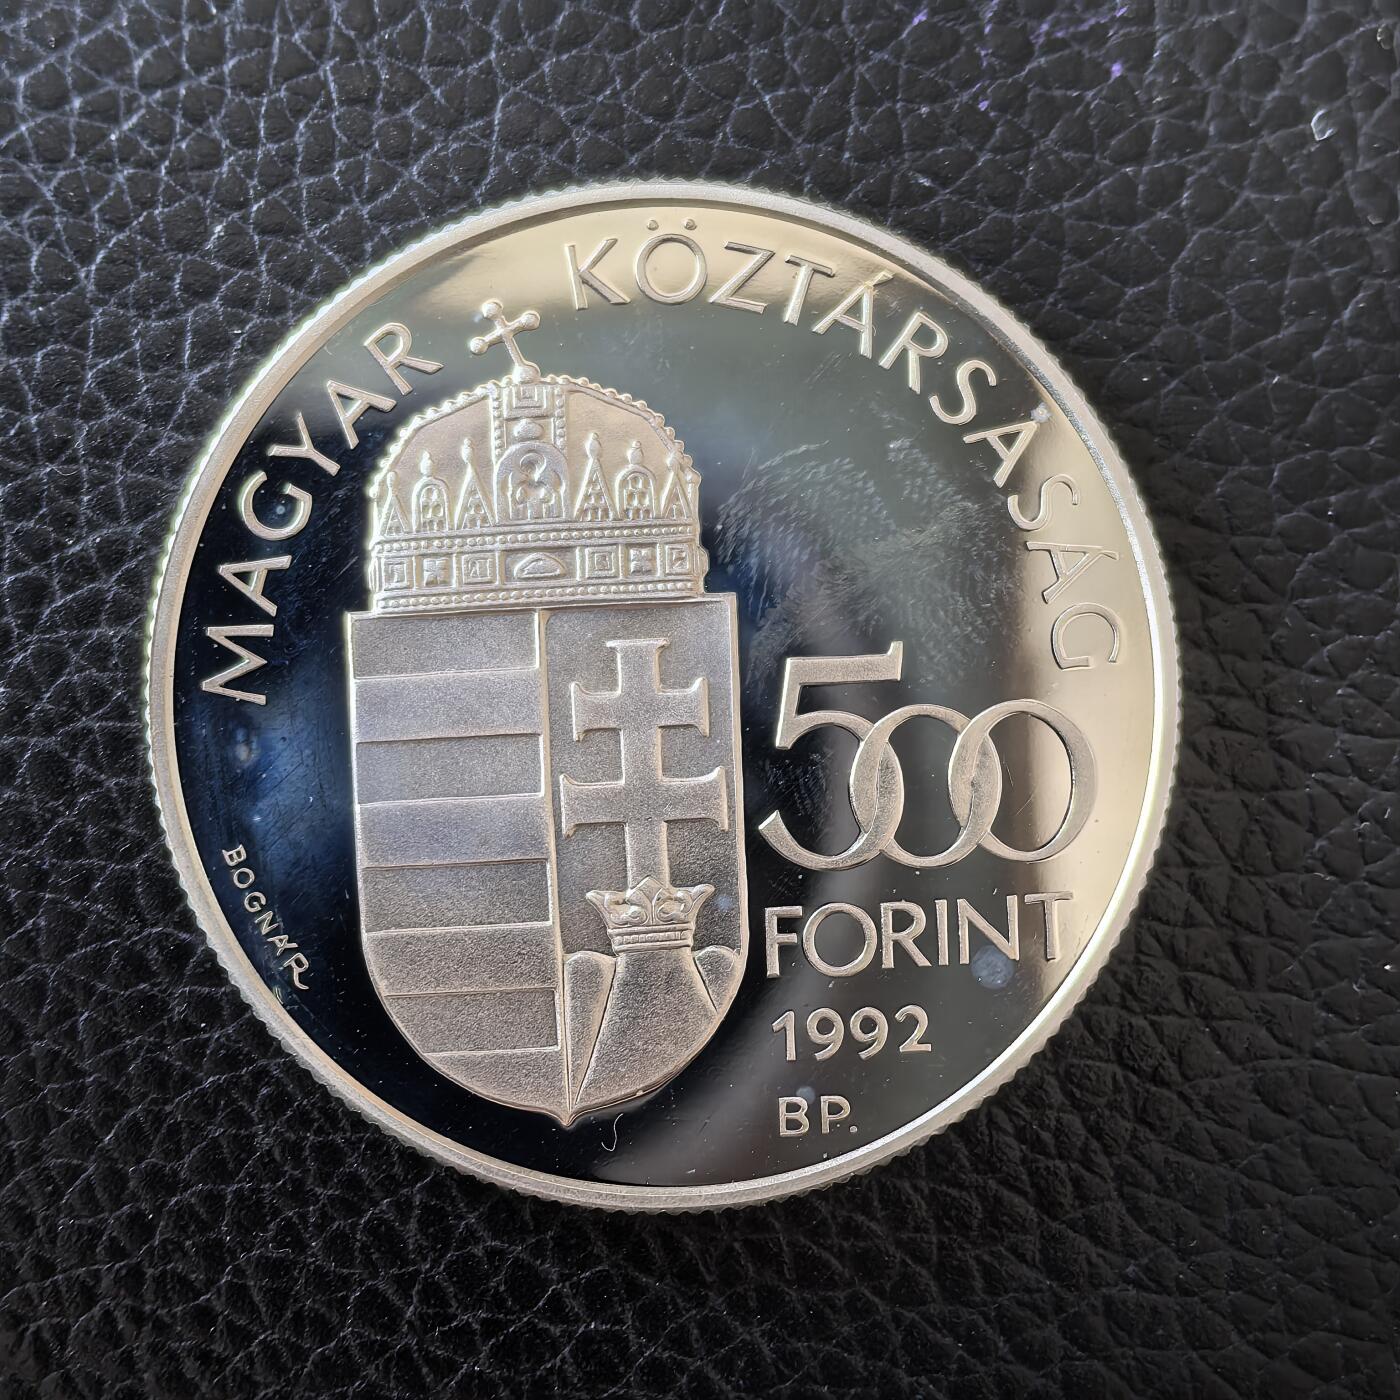 MAGYAR KÖZTÁRSASÁG
500
FORINT
1992
BP.
BOGNÁR